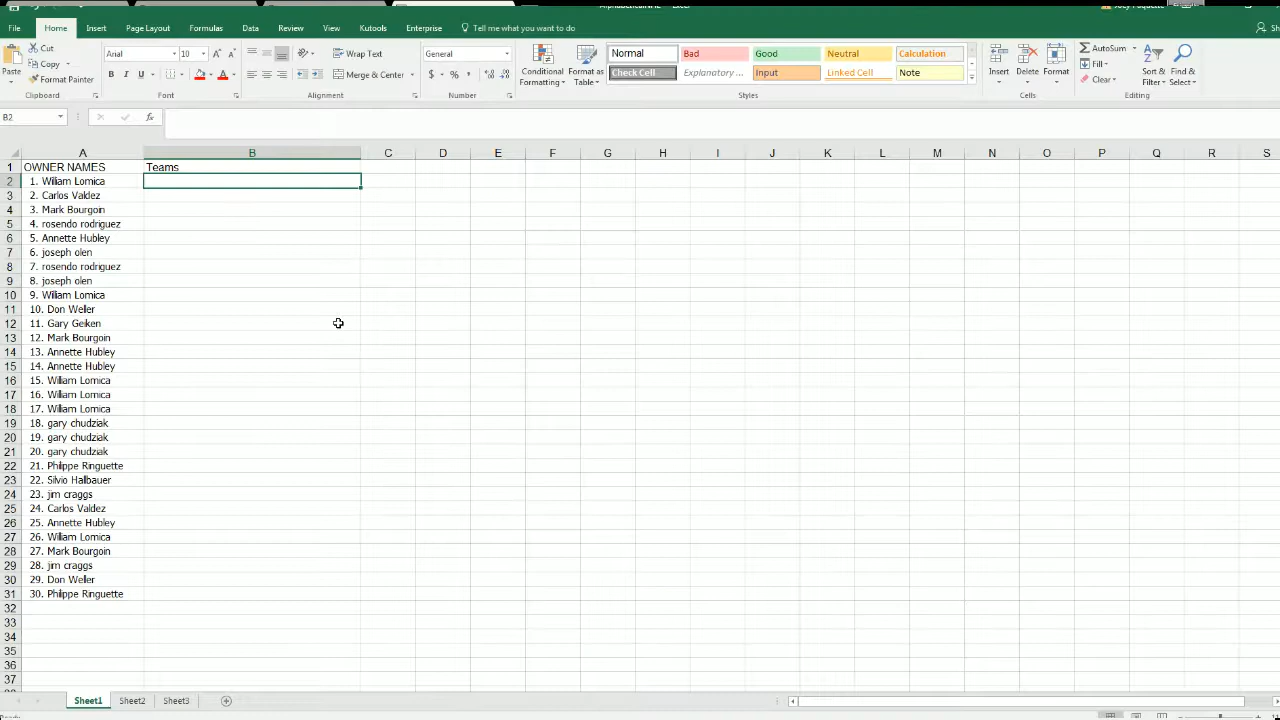 File Home Insert Page Layout Formulas Data Review View Kutools Enterprise Tell me what you want to do
Cut
Copy
Format Painter
Paste
Clipboard
Arial 10
B I U
Font
Wrap Text
Merge & Center
Alignment
General
$ % ,
Number
Conditional Formatting
Format as Table
Normal Bad Good Neutral Calculation
Check Cell Explanatory ... Input Linked Cell Note
Styles
Insert Delete Format
Cells
AutoSum
Fill
Clear
Sort & Filter
Find & Select
Editing
B2 fx
A B C D E F G H I J K L M N O P Q R S
1 OWNER NAMES Teams
2 1. Wiliam Lomica
3 2. Carlos Valdez
4 3. Mark Bourgoin
5 4. rosendo rodriguez
6 5. Annette Hubley
7 6. joseph olen
8 7. rosendo rodriguez
9 8. joseph olen
10 9. Wiliam Lomica
11 10. Don Weller
12 11. Gary Geiken
13 12. Mark Bourgoin
14 13. Annette Hubley
15 14. Annette Hubley
16 15. Wiliam Lomica
17 16. Wiliam Lomica
18 17. Wiliam Lomica
19 18. gary chudziak
20 19. gary chudziak
21 20. gary chudziak
22 21. Philippe Ringuette
23 22. Silvio Halbauer
24 23. jim craggs
25 24. Carlos Valdez
26 25. Annette Hubley
27 26. Wiliam Lomica
28 27. Mark Bourgoin
29 28. jim craggs
30 29. Don Weller
31 30. Philippe Ringuette
32
33
34
35
36
37
Sheet1 Sheet2 Sheet3